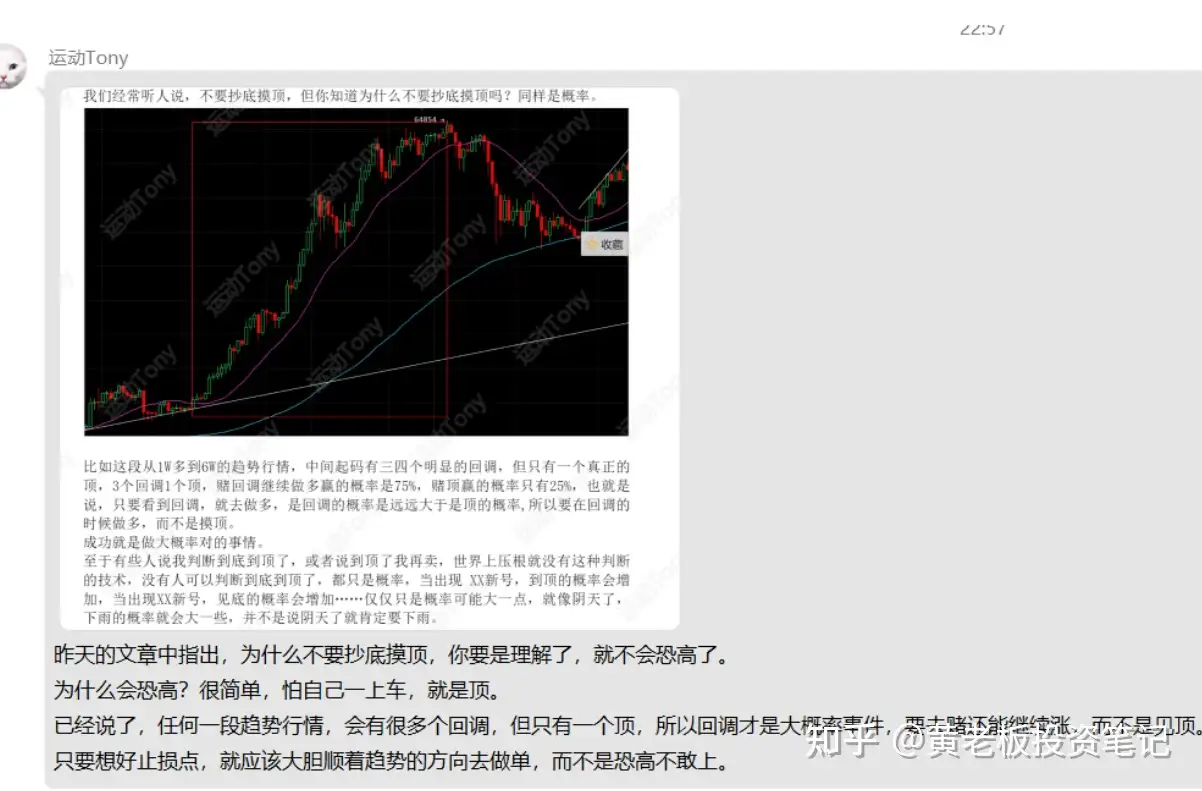 22:57
运动Tony
我们经常听人说，不要抄底摸顶，但你知道为什么不要抄底摸顶吗？同样是概率。
64854
收藏
比如这段从1W多到6W的趋势行情，中间起码有三四个明显的回调，但只有一个真正的
顶，3个回调1个顶，赌回调继续做多赢的概率是75%，赌顶赢的概率只有25%，也就是
说，只要看到回调，就去做多，是回调的概率是远远大于是顶的概率,所以要在回调的
时候做多，而不是摸顶。
成功就是做大概率对的事情。
至于有些人说我判断到底到顶了，或者说到顶了我再卖，世界上压根就没有这种判断
的技术，没有人可以判断到底到顶了，都只是概率，当出现 XX新号，到顶的概率会增
加，当出现XX新号，见底的概率会增加……仅仅只是概率可能大一点，就像阴天了，
下雨的概率就会大一些，并不是说阴天了就肯定要下雨。
昨天的文章中指出，为什么不要抄底摸顶，你要是理解了，就不会恐高了。
为什么会恐高？很简单，怕自己一上车，就是顶。
已经说了，任何一段趋势行情，会有很多个回调，但只有一个顶，所以回调才是大概率事件，要去赌还能继续涨，而不是见顶。
只要想好止损点，就应该大胆顺着趋势的方向去做单，而不是恐高不敢上。
知乎 @黄老板投资笔记